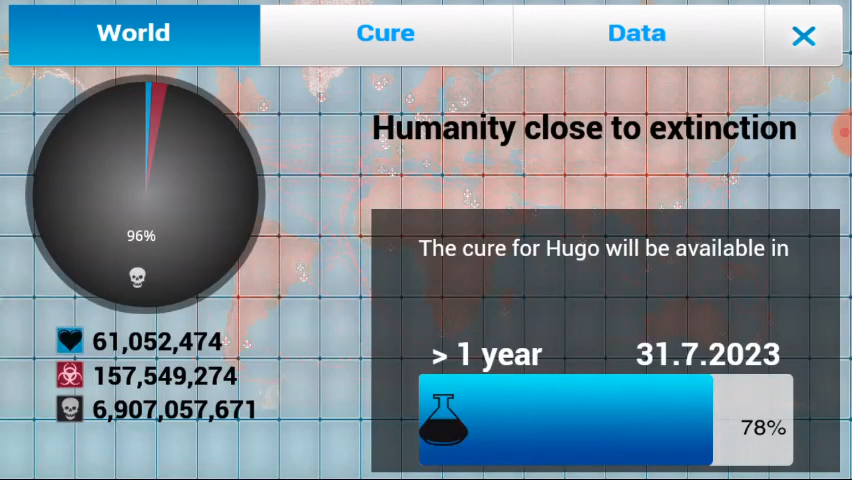 World
Cure
Data
Humanity close to extinction
96%
The cure for Hugo will be available in
61,052,474
> 1 year
31.7.2023
157,549,274
6,907,057,671
78%